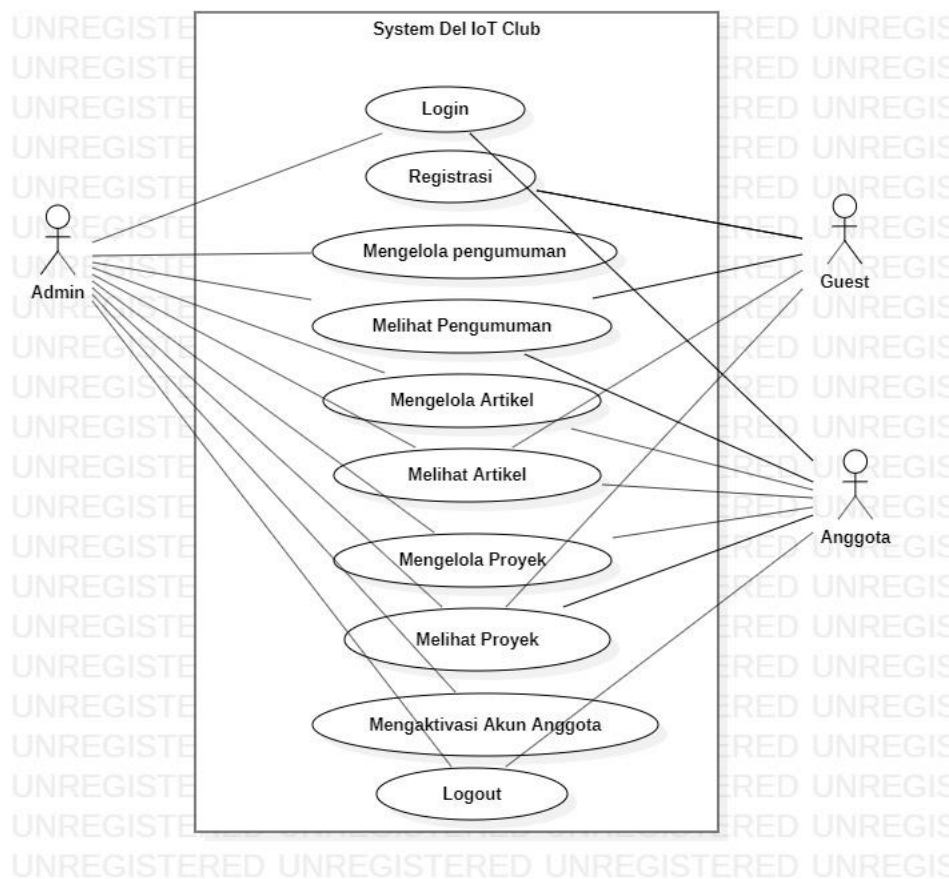 System Del IoT Club
Login
Registrasi
Mengelola pengumuman
Admin
Guest
Melihat Pengumuman
Mengelola Artikel
Melihat Artikel
Anggota
Mengelola Proyek
Melihat Proyek
Mengaktivasi Akun Anggota
Logout
UNREGISTERED UNREGISTERED UNREGISTERED